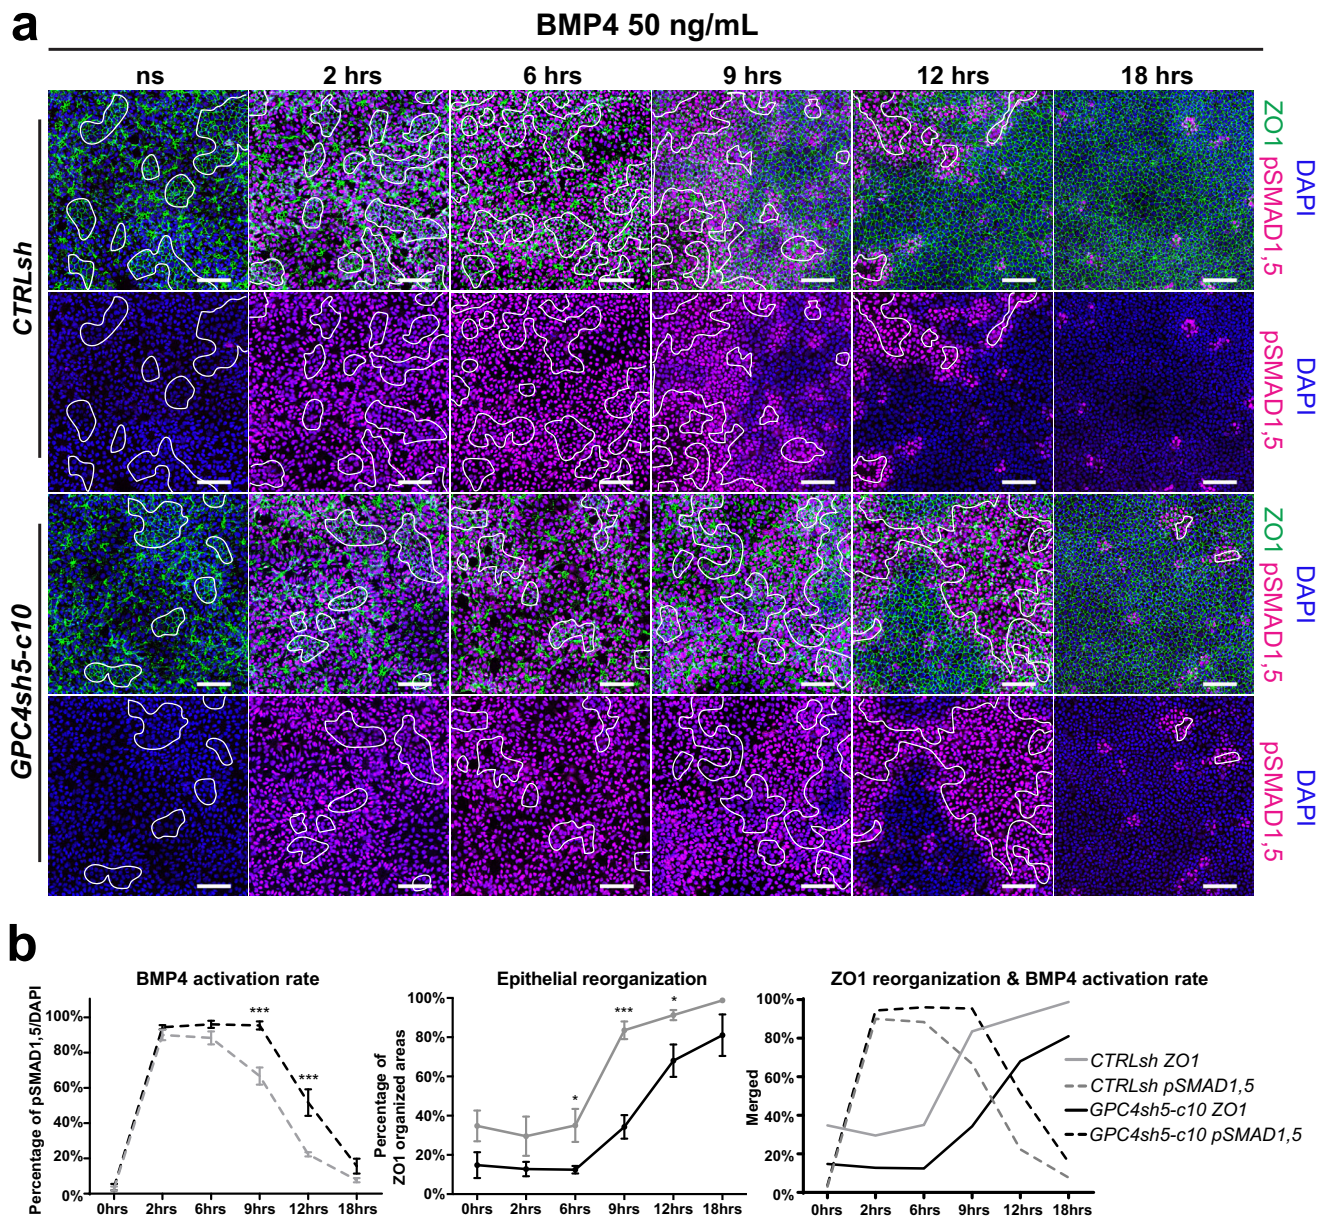 a
BMP4 50 ng/mL
ns 2 hrs 6 hrs 9 hrs 12 hrs 18 hrs
CTRLsh
ZO1 pSMAD1,5 DAPI
pSMAD1,5 DAPI
GPC4sh5-c10
ZO1 pSMAD1,5 DAPI
pSMAD1,5 DAPI
b
BMP4 activation rate
Percentage of pSMAD1,5/DAPI
100%
80%
60%
40%
20%
0%
***
***
0hrs 2hrs 6hrs 9hrs 12hrs 18hrs
Epithelial reorganization
Percentage of
ZO1 organized areas
100%
80%
60%
40%
20%
0%
*
***
*
0hrs 2hrs 6hrs 9hrs 12hrs 18hrs
ZO1 reorganization & BMP4 activation rate
Merged
100%
80%
60%
40%
20%
0%
0hrs 2hrs 6hrs 9hrs 12hrs 18hrs
CTRLsh ZO1
CTRLsh pSMAD1,5
GPC4sh5-c10 ZO1
GPC4sh5-c10 pSMAD1,5